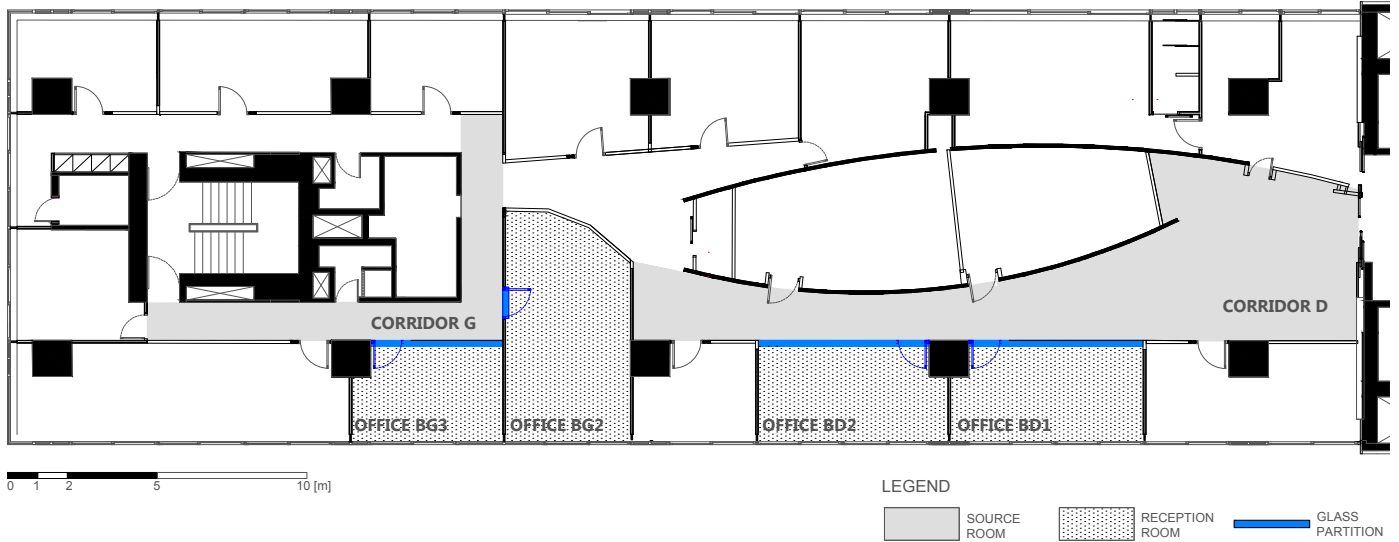 CORRIDOR G
CORRIDOR D
OFFICE BG3
OFFICE BG2
OFFICE BD2
OFFICE BD1
0 1 2 5 10 [m]
LEGEND
SOURCE
ROOM
RECEPTION
ROOM
GLASS
PARTITION